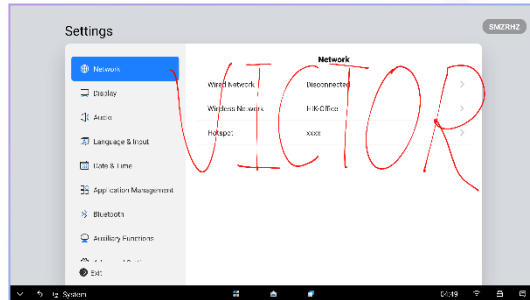 Settings
SMZRHZ
Network
Network
Wired Network Disconnected
Display
Wireless Network HIK-Office
Audio
Hotspot xxxx
Language & Input
Date & Time
Application Management
Bluetooth
Auxiliary Functions
Exit
System
04:49
VICTOR